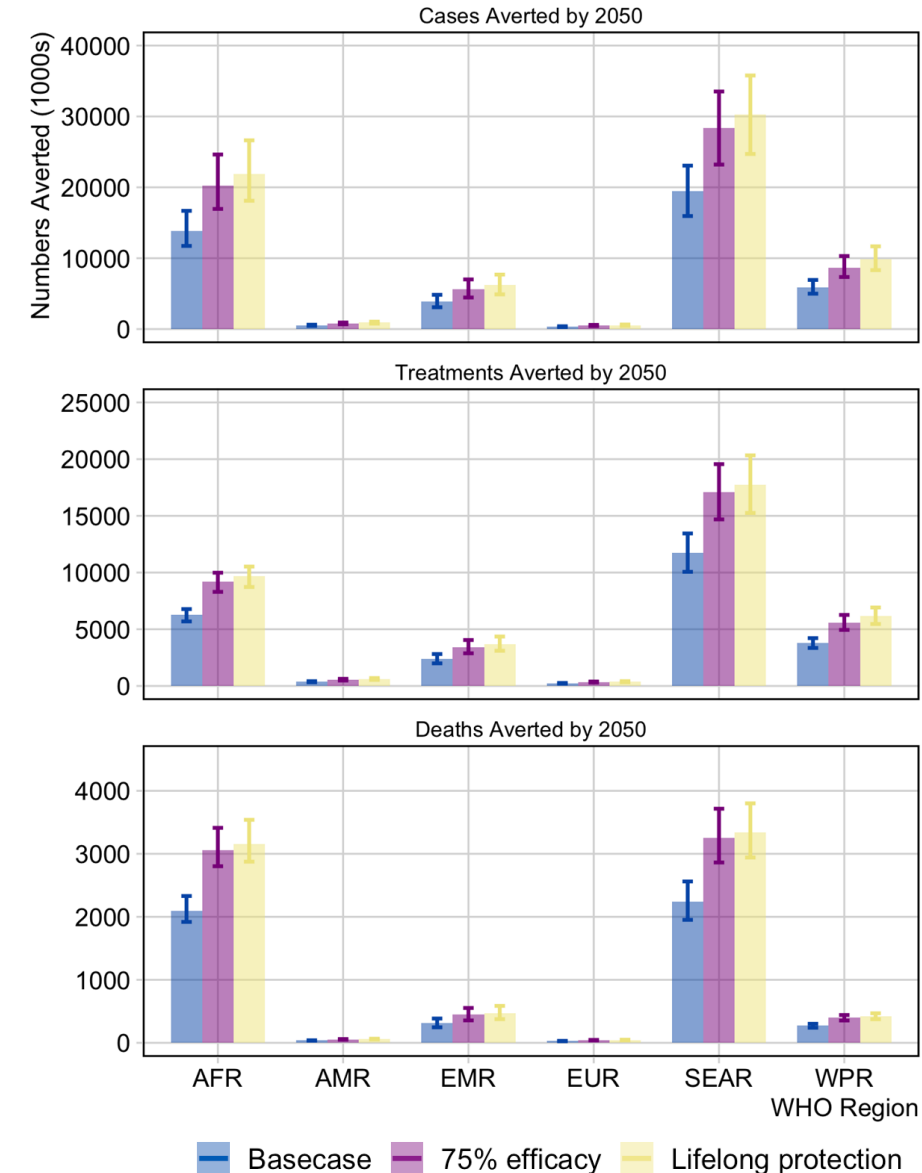 Cases Averted by 2050
Numbers Averted (1000s)
40000
30000
20000
10000
0
Treatments Averted by 2050
25000
20000
15000
10000
5000
0
Deaths Averted by 2050
4000
3000
2000
1000
0
AFR AMR EMR EUR SEAR WPR
WHO Region
Basecase 75% efficacy Lifelong protection